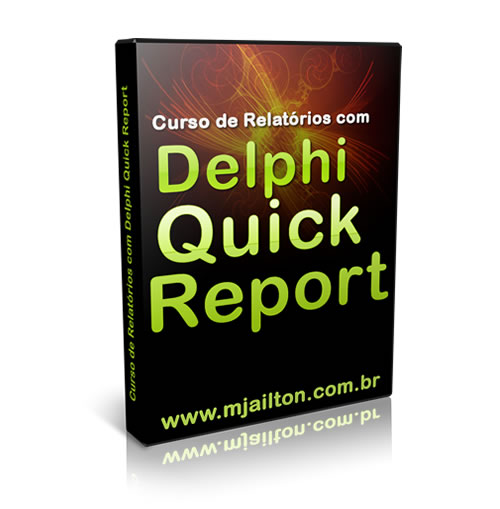 Curso de Relatórios com Delphi Quick Report
Curso de Relatórios com
Delphi
Quick
Report
www.mjailton.com.br